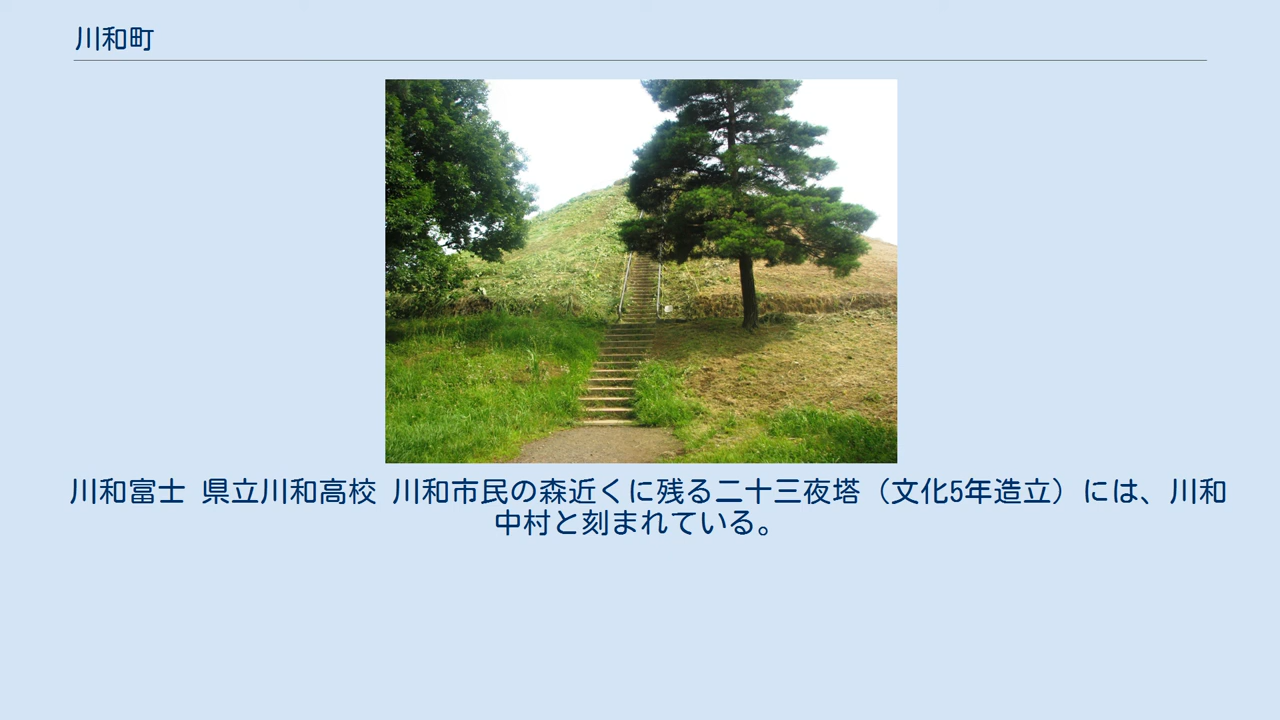 川和町
川和富士 県立川和高校 川和市民の森近くに残る二十三夜塔（文化5年造立）には、川和
中村と刻まれている。